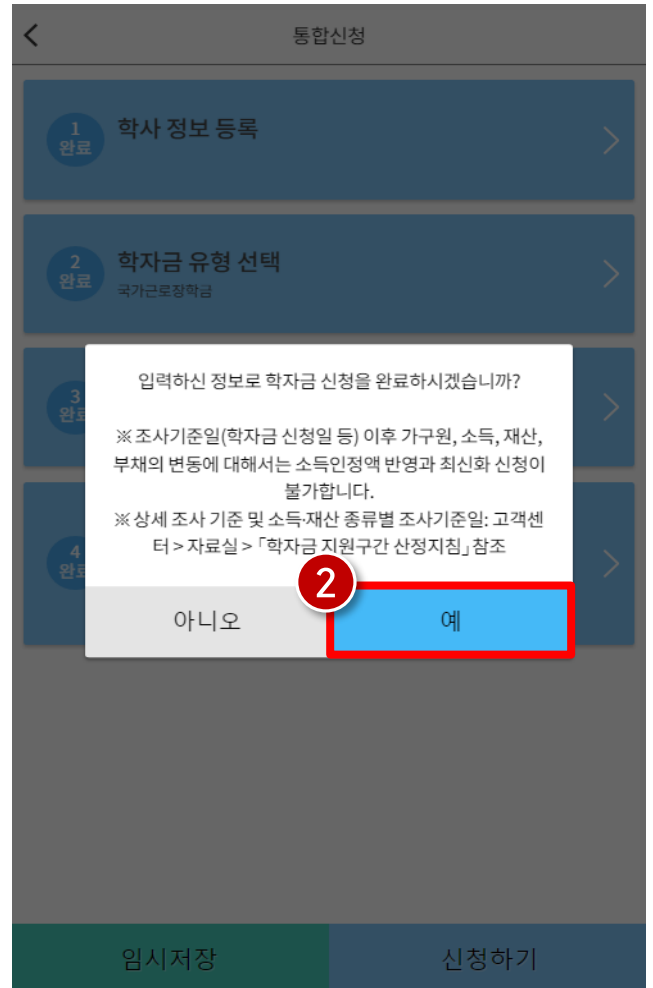 통합신청
1
완료
학사 정보 등록
2
완료
학자금 유형 선택
국가근로장학금
3
완료
입력하신 정보로 학자금 신청을 완료하시겠습니까?
※ 조사기준일(학자금 신청일 등) 이후 가구원, 소득, 재산,
부채의 변동에 대해서는 소득인정액 반영과 최신화 신청이
불가합니다.
※ 상세 조사 기준 및 소득·재산 종류별 조사기준일: 고객센
터 > 자료실 > 「학자금 지원구간 산정지침」 참조
4
완료
2
아니오
예
임시저장
신청하기